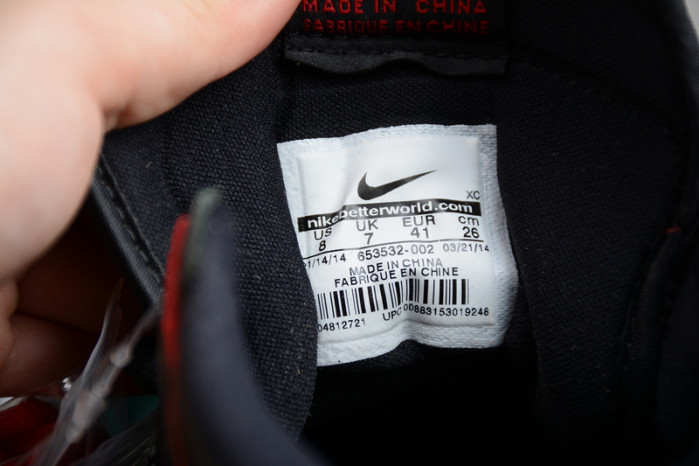 MADE IN CHINA
FABRIQUE EN CHINE
XC
nikebetterworld.com
US UK EUR cm
8 7 41 26
1/14/14 653532-002 03/21/14
MADE IN CHINA
FABRIQUE EN CHINE
04812721 UPC 00883153019246